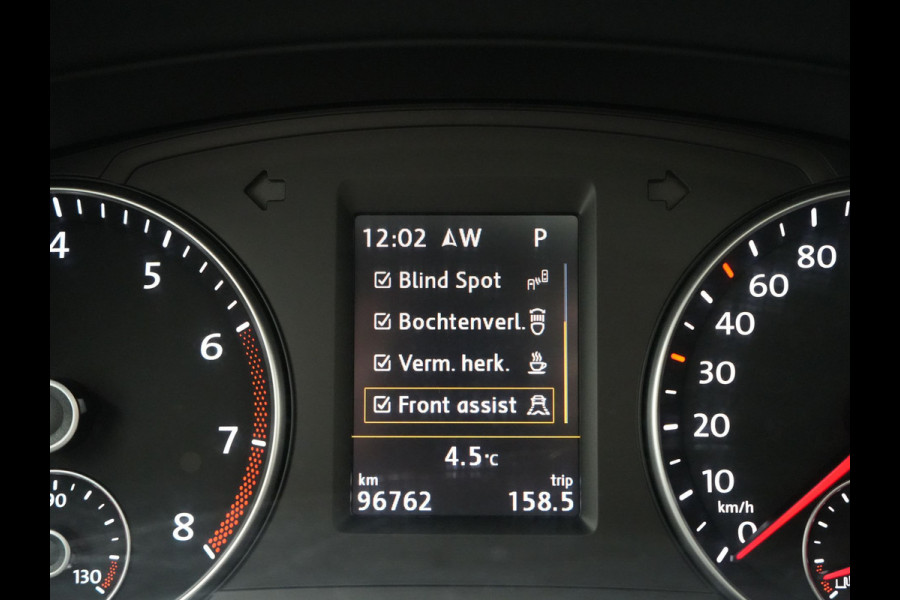 12:02 W P
Blind Spot
Bochtenverl.
Verm. herk.
Front assist
4.5°C
km trip
96762 158.5
4
5
6
7
8
90
130
80
60
40
30
20
10
km/h
0